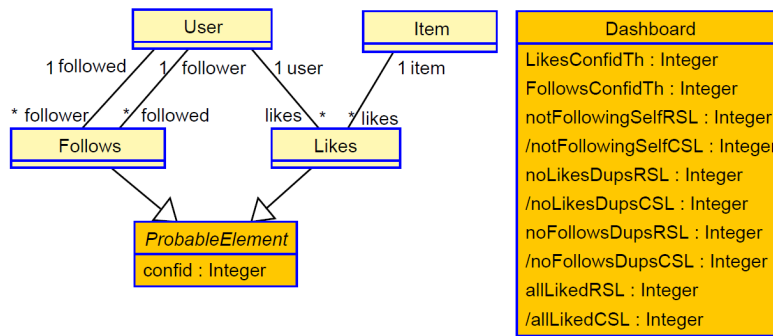 User
Item
1 followed
1 follower
1 user
1 item
* follower
* followed
likes *
* likes
Follows
Likes
ProbableElement
confid : Integer
Dashboard
LikesConfidTh : Integer
FollowsConfidTh : Integer
notFollowingSelfRSL : Integer
/notFollowingSelfCSL : Integer
noLikesDupsRSL : Integer
/noLikesDupsCSL : Integer
noFollowsDupsRSL : Integer
/noFollowsDupsCSL : Integer
allLikedRSL : Integer
/allLikedCSL : Integer